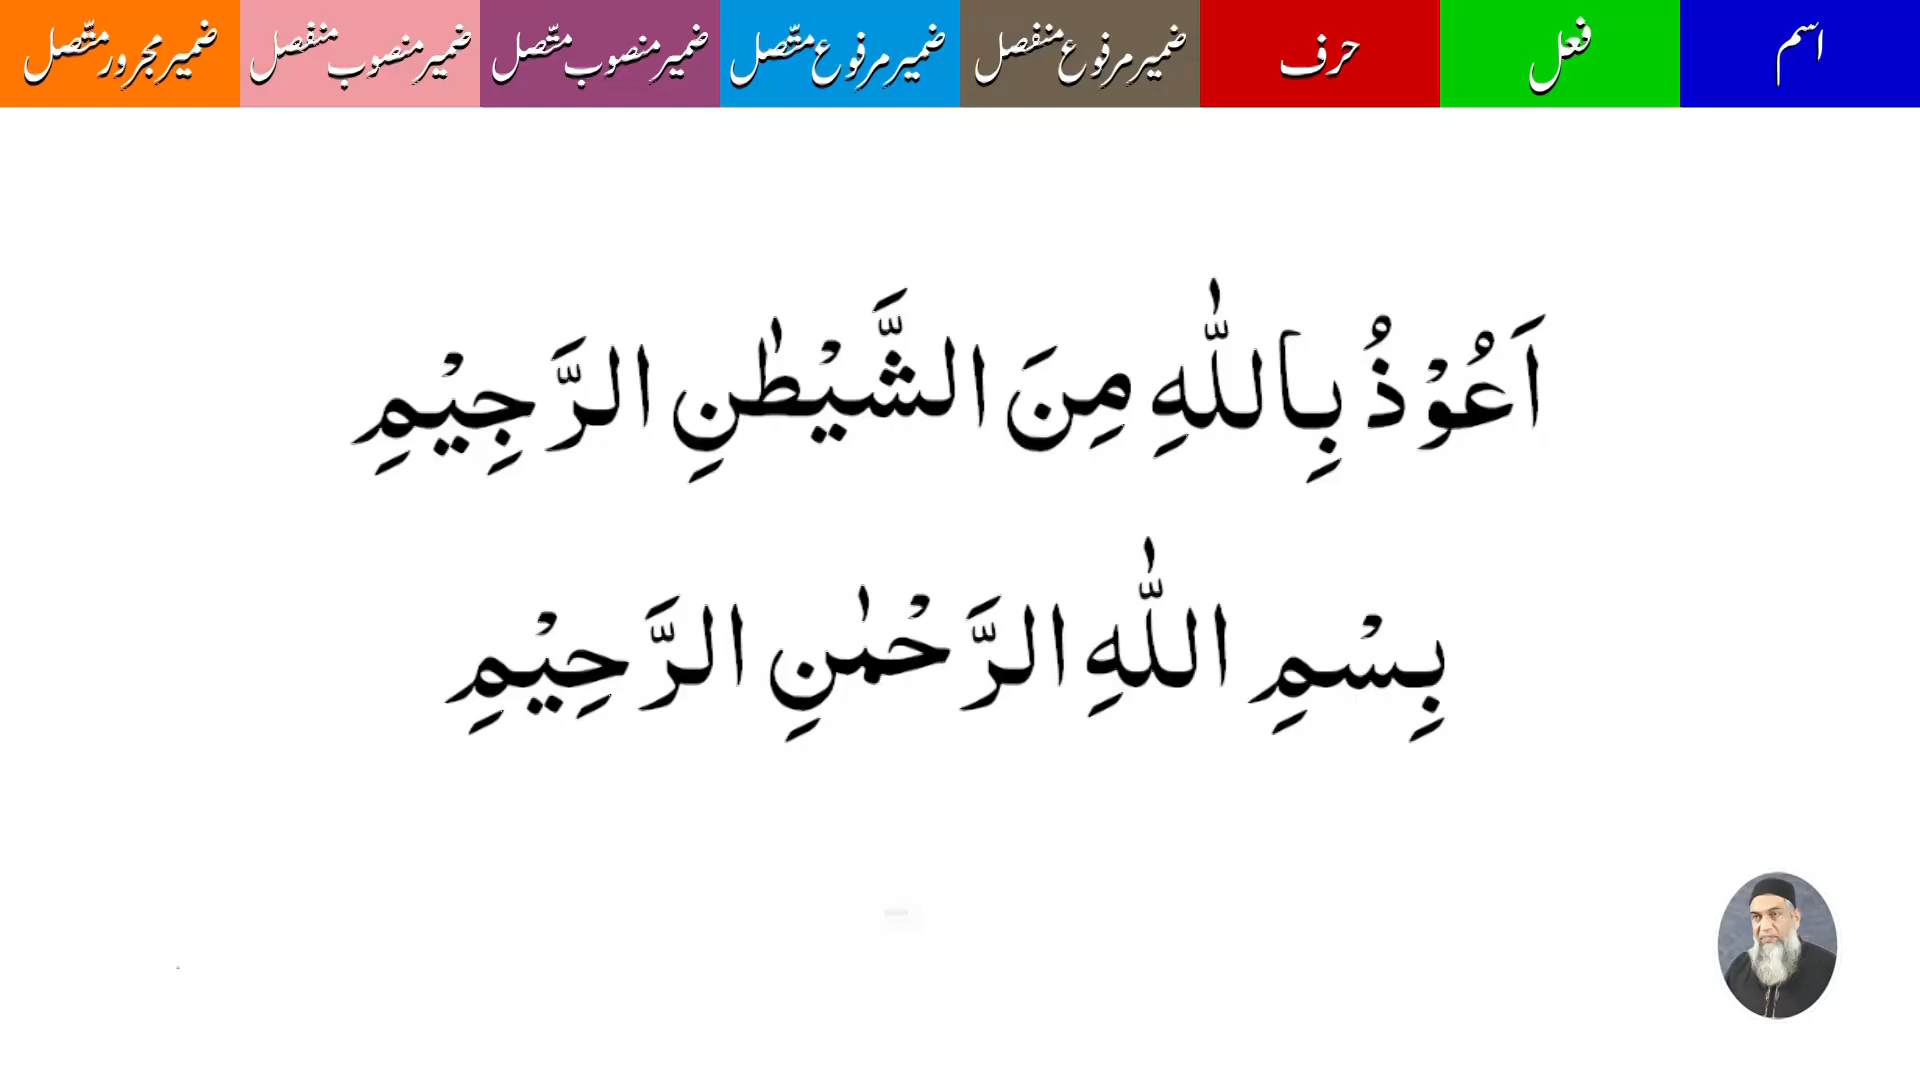 اسم فعل حرف ضمیر مرفوع منفصل ضمیر مرفوع متّصل ضمیر منصوب متّصل ضمیر منصوب منفصل ضمیر مجرور متّصل
اَعُوْذُ بِاللّٰهِ مِنَ الشَّيْطٰنِ الرَّجِيْمِ
بِسْمِ اللّٰهِ الرَّحْمٰنِ الرَّحِيْمِ